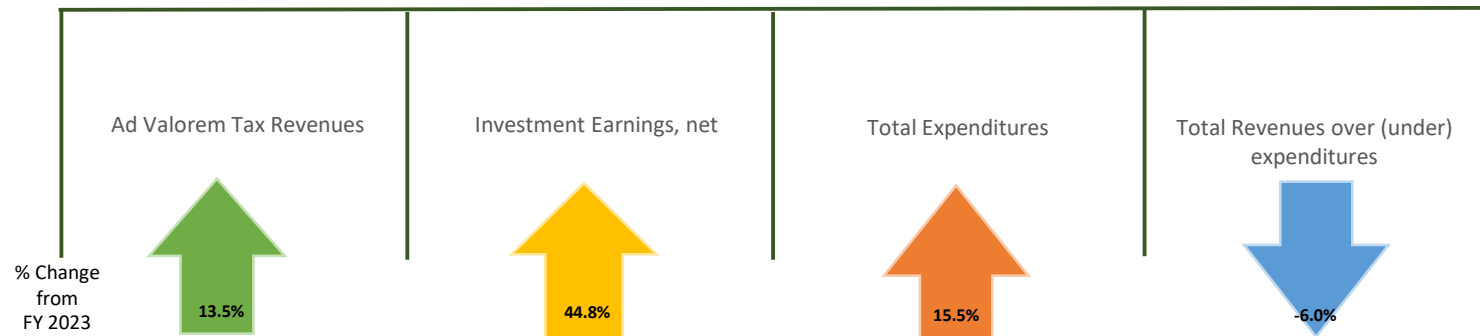 Ad Valorem Tax Revenues
Investment Earnings, net
Total Expenditures
Total Revenues over (under)
expenditures
% Change
from
FY 2023
13.5%
44.8%
15.5%
-6.0%